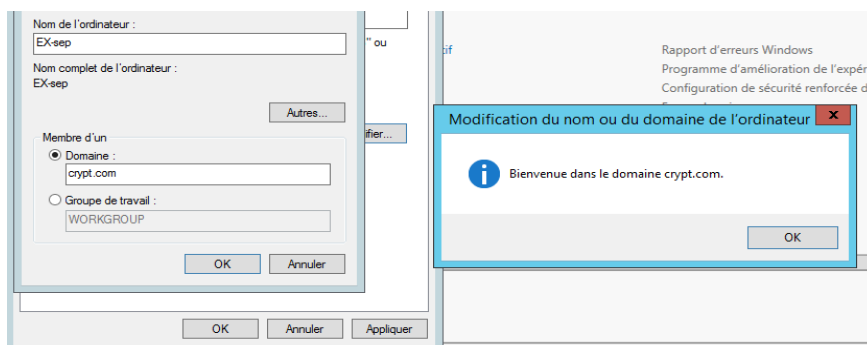 Nom de l'ordinateur :
EX-sep
" ou
Nom complet de l'ordinateur :
EX-sep
Autres...
Membre d'un
ifier...
Domaine :
crypt.com
Groupe de travail :
WORKGROUP
OK Annuler
OK Annuler Appliquer
tif
Rapport d'erreurs Windows
Programme d'amélioration de l'expér
Configuration de sécurité renforcée d
Modification du nom ou du domaine de l'ordinateur
x
Bienvenue dans le domaine crypt.com.
OK